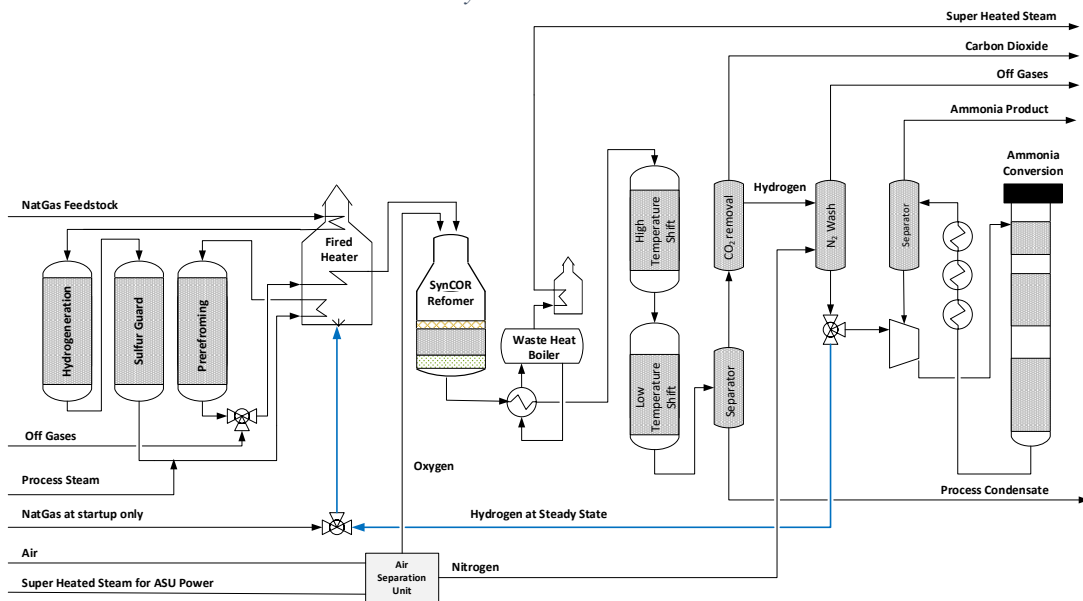 Super Heated Steam
Carbon Dioxide
Off Gases
Ammonia Product
Ammonia
Conversion
NatGas Feedstock
Fired
Heater
Hydrogeneration
Sulfur Guard
Prerefroming
SynCOR
Refomer
Waste Heat
Boiler
High
Temperature
Shift
Low
Temperature
Shift
CO₂ removal
Separator
Hydrogen
N₂ Wash
Separator
Off Gases
Process Steam
Oxygen
Process Condensate
NatGas at startup only
Hydrogen at Steady State
Air
Super Heated Steam for ASU Power
Air
Separation
Unit
Nitrogen